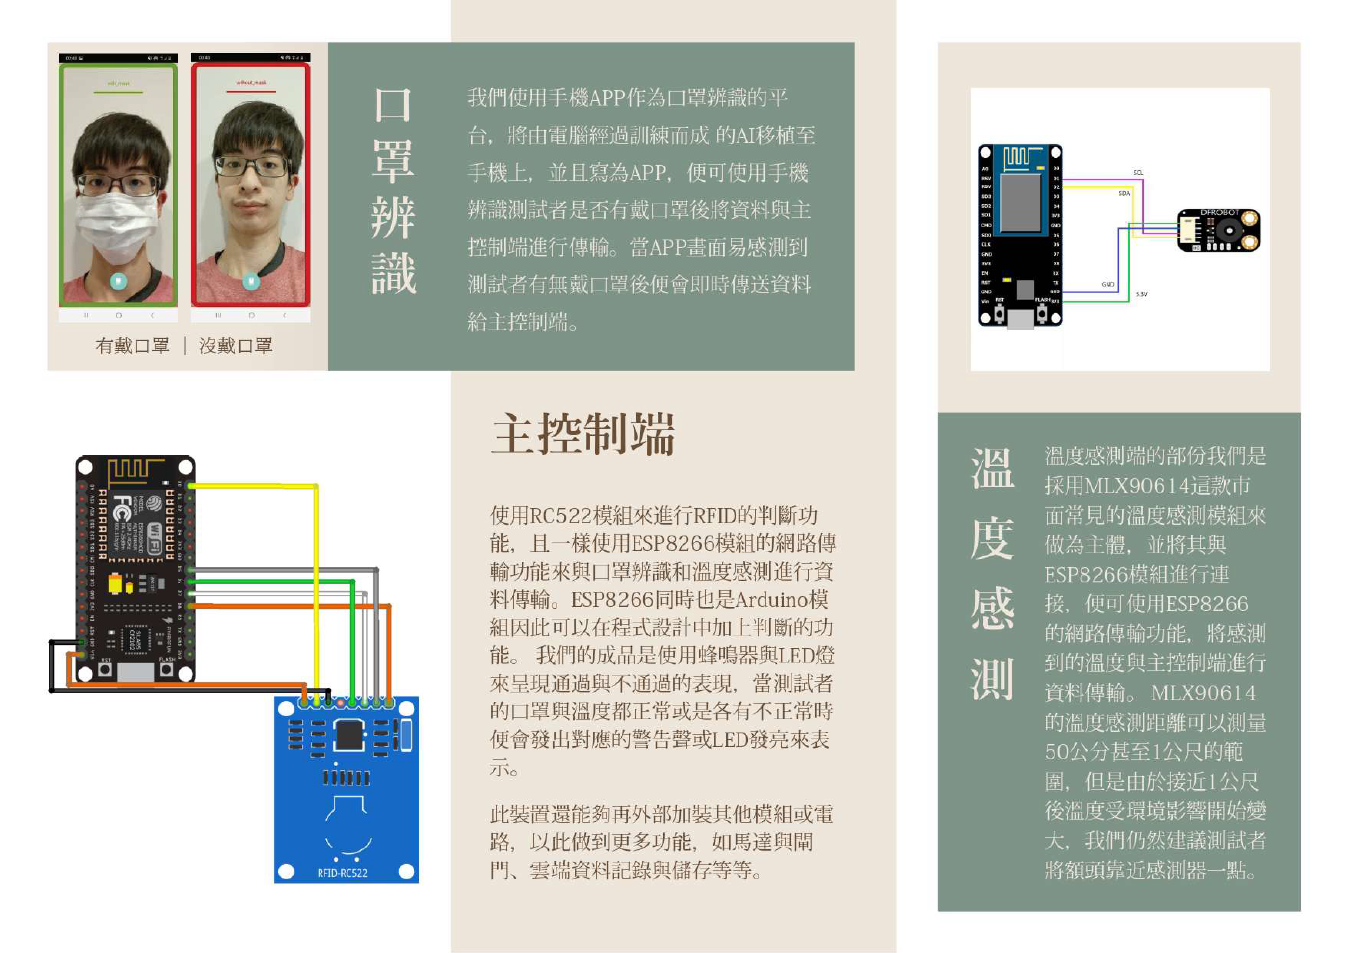 with_mask
without_mask
有戴口罩 | 沒戴口罩
口罩辨識
我們使用手機APP作為口罩辨識的平
台，將由電腦經過訓練而成 的AI移植至
手機上，並且寫為APP，便可使用手機
辨識測試者是否有戴口罩後將資料與主
控制端進行傳輸。當APP畫面易感測到
測試者有無戴口罩後便會即時傳送資料
給主控制端。
主控制端
使用RC522模組來進行RFID的判斷功
能，且一樣使用ESP8266模組的網路傳
輸功能來與口罩辨識和溫度感測進行資
料傳輸。ESP8266同時也是Arduino模
組因此可以在程式設計中加上判斷的功
能。 我們的成品是使用蜂鳴器與LED燈
來呈現通過與不通過的表現，當測試者
的口罩與溫度都正常或是各有不正常時
便會發出對應的警告聲或LED發亮來表
示。
此裝置還能夠再外部加裝其他模組或電
路，以此做到更多功能，如馬達與閘
門、雲端資料記錄與儲存等等。
WiFi
RST
FLASH
RFID-RC522
SCL
SDA
DFROBOT
GND
3.3V
RST
FLASH
溫度感測
溫度感測端的部份我們是
採用MLX90614這款市
面常見的溫度感測模組來
做為主體，並將其與
ESP8266模組進行連
接，便可使用ESP8266
的網路傳輸功能，將感測
到的溫度與主控制端進行
資料傳輸。 MLX90614
的溫度感測距離可以測量
50公分甚至1公尺的範
圍，但是由於接近1公尺
後溫度受環境影響開始變
大，我們仍然建議測試者
將額頭靠近感測器一點。